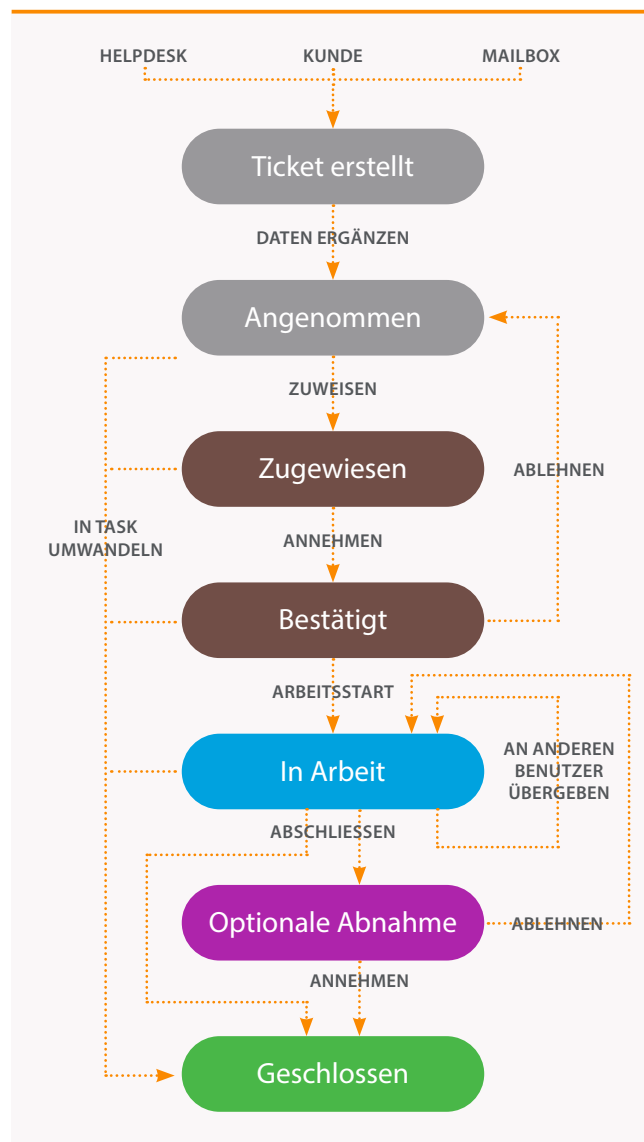 HELPDESK KUNDE MAILBOX
Ticket erstellt
DATEN ERGÄNZEN
Angenommen
ZUWEISEN
Zugewiesen
ABLEHNEN
IN TASK
UMWANDELN
ANNEHMEN
Bestätigt
ARBEITSSTART
In Arbeit
AN ANDEREN
BENUTZER
ÜBERGEBEN
ABSCHLIESSEN
Optionale Abnahme
ABLEHNEN
ANNEHMEN
Geschlossen